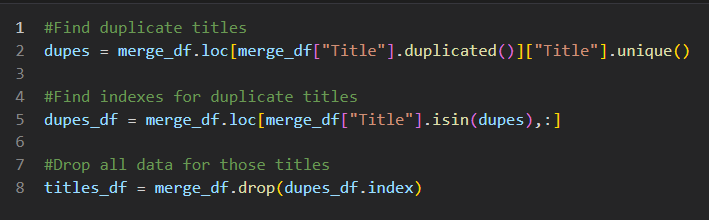 1 #Find duplicate titles
2 dupes = merge_df.loc[merge_df["Title"].duplicated()]["Title"].unique()
3
4 #Find indexes for duplicate titles
5 dupes_df = merge_df.loc[merge_df["Title"].isin(dupes),:]
6
7 #Drop all data for those titles
8 titles_df = merge_df.drop(dupes_df.index)